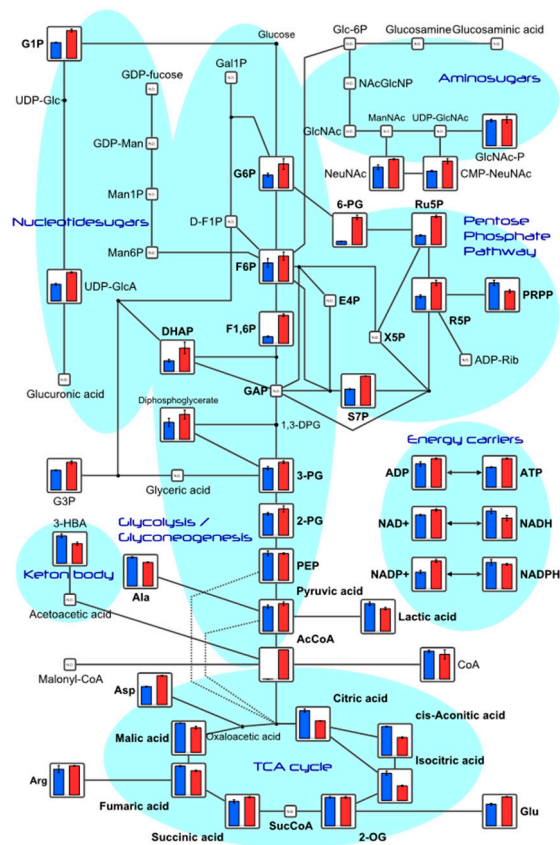 Glc-6P
Glucosamine
Glucosaminic acid
G1P
Glucose
GDP-fucose
Gal1P
NAcGlcNP
Aminosugars
UDP-Glc
ManNAc
UDP-GlcNAc
GlcNAc
GDP-Man
GlcNAc-P
G6P
NeuNAc
CMP-NeuNAc
Man1P
6-PG
Ru5P
Nucleotidesugars
D-F1P
Pentose
Phosphate
Pathway
Man6P
F6P
UDP-GlcA
E4P
PRPP
R5P
DHAP
F1,6P
X5P
ADP-Rib
Glucuronic acid
GAP
S7P
Diphosphoglycerate
1,3-DPG
Energy carriers
ADP
ATP
3-PG
G3P
Glyceric acid
Glycolysis /
Glyconeogenesis
NAD+
NADH
2-PG
3-HBA
NADP+
NADPH
PEP
Keton body
Ala
Pyruvic acid
Acetoacetic acid
Lactic acid
AcCoA
Malonyl-CoA
CoA
Asp
Citric acid
cis-Aconitic acid
Malic acid
Oxaloacetic acid
TCA cycle
Isocitric acid
Arg
Fumaric acid
SucCoA
Glu
Succinic acid
2-OG